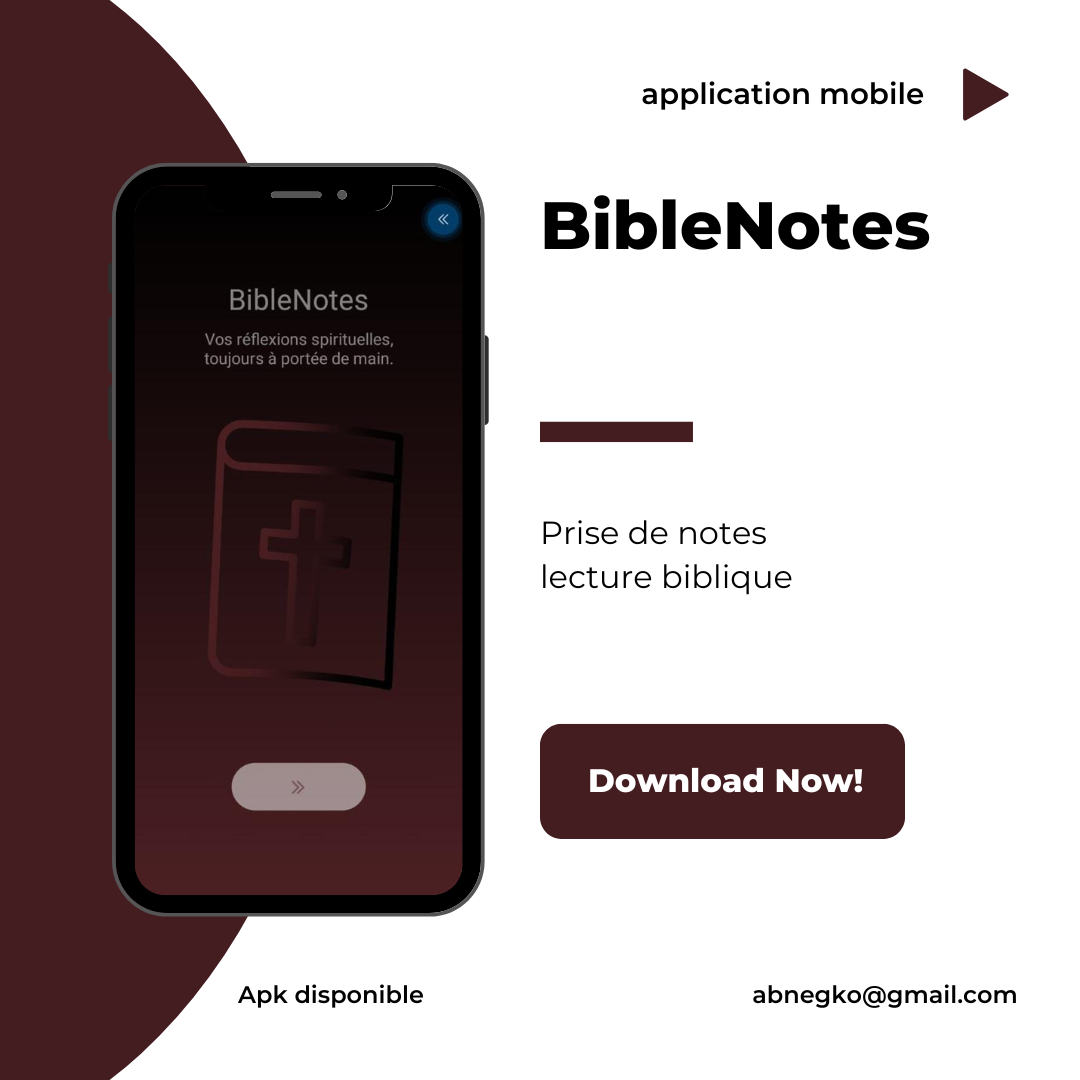 application mobile
BibleNotes
BibleNotes
Vos réflexions spirituelles,
toujours à portée de main.
Prise de notes
lecture biblique
Download Now!
Apk disponible
abnegko@gmail.com